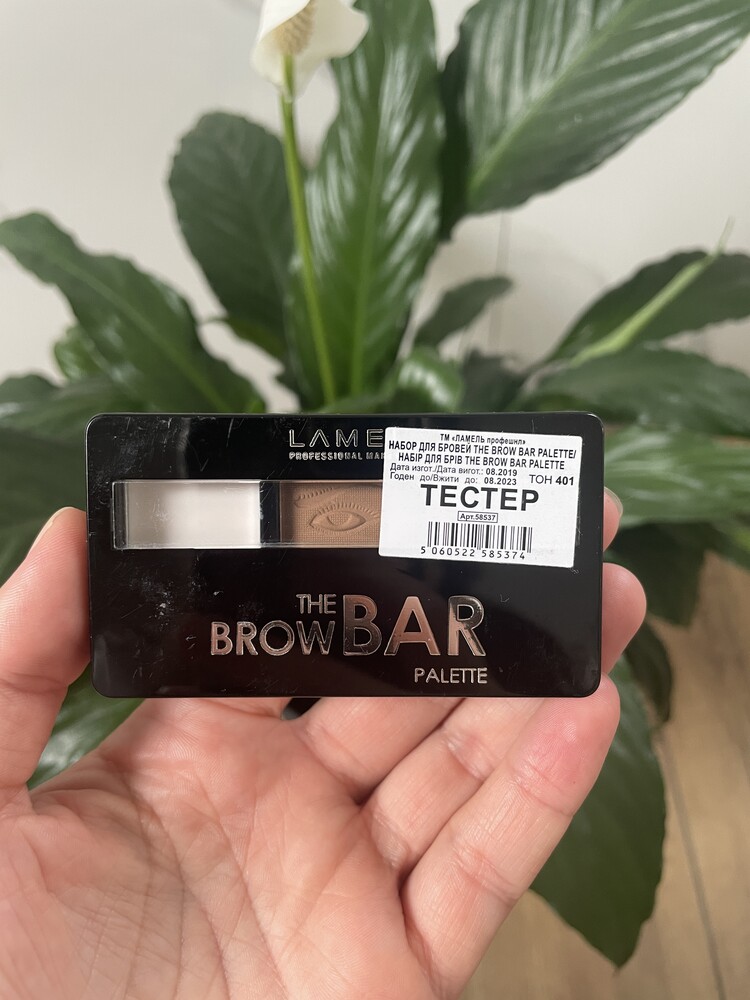 LAME
PROFESSIONAL MA
ТМ «ЛАМЕЛЬ профешнл»
НАБОР ДЛЯ БРОВЕЙ THE BROW BAR PALETTE/
НАБІР ДЛЯ БРІВ THE BROW BAR PALETTE
Дата изгот./Дата вигот.: 08.2019
Годен до/Вжити до: 08.2023 ТОН 401
ТЕСТЕР
Арт.58537
5 060522 585374
THE
BROW BAR
PALETTE